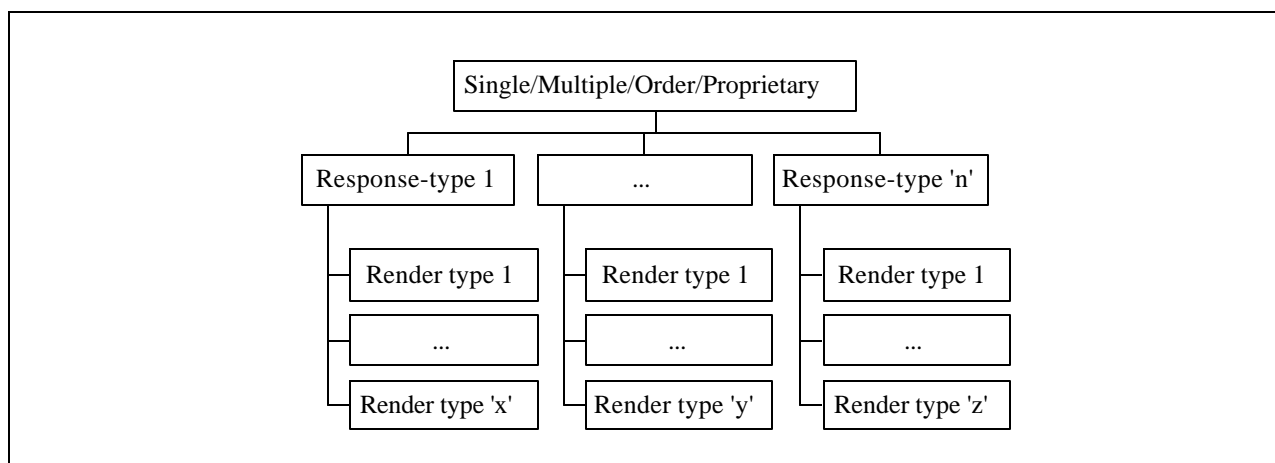 Single/Multiple/Order/Proprietary
Response-type 1
...
Response-type 'n'
Render type 1
Render type 1
Render type 1
...
...
...
Render type 'x'
Render type 'y'
Render type 'z'